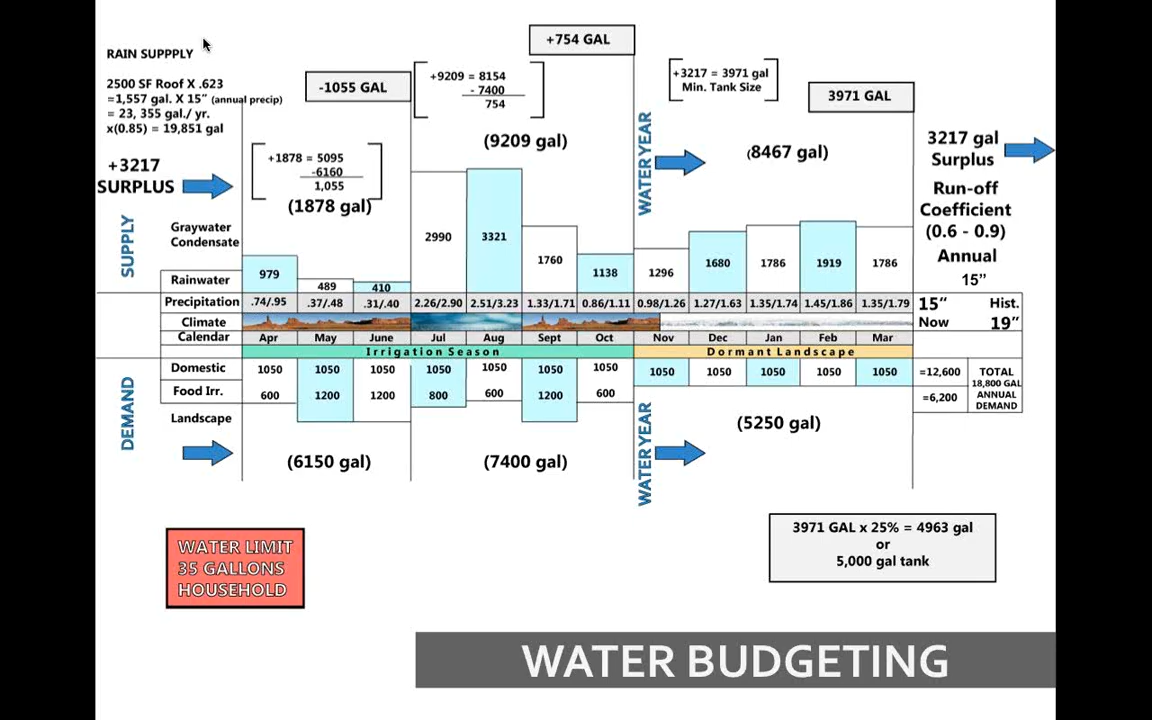 RAIN SUPPPLY
2500 SF Roof X .623
=1,557 gal. X 15” (annual precip)
= 23, 355 gal./ yr.
x(0.85) = 19,851 gal
+3217
SURPLUS
-1055 GAL
+1878 = 5095
-6160
1,055
(1878 gal)
+754 GAL
+9209 = 8154
- 7400
754
(9209 gal)
WATER YEAR
+3217 = 3971 gal
Min. Tank Size
3971 GAL
(8467 gal)
3217 gal
Surplus
Run-off
Coefficient
(0.6 - 0.9)
Annual
15”
SUPPLY
Graywater
Condensate
Rainwater
979 489 410 2990 3321 1760 1138 1296 1680 1786 1919 1786
Precipitation .74/.95 .37/.48 .31/.40 2.26/2.90 2.51/3.23 1.33/1.71 0.86/1.11 0.98/1.26 1.27/1.63 1.35/1.74 1.45/1.86 1.35/1.79 15“ Hist.
Climate Now 19”
Calendar Apr May June Jul Aug Sept Oct Nov Dec Jan Feb Mar
Irrigation Season Dormant Landscape
DEMAND
Domestic 1050 1050 1050 1050 1050 1050 1050 1050 1050 1050 1050 1050 =12,600
Food Irr. 600 1200 1200 800 600 1200 600 =6,200
TOTAL
18,800 GAL
ANNUAL
DEMAND
Landscape
(6150 gal) (7400 gal)
WATER YEAR
(5250 gal)
WATER LIMIT
35 GALLONS
HOUSEHOLD
3971 GAL x 25% = 4963 gal
or
5,000 gal tank
WATER BUDGETING